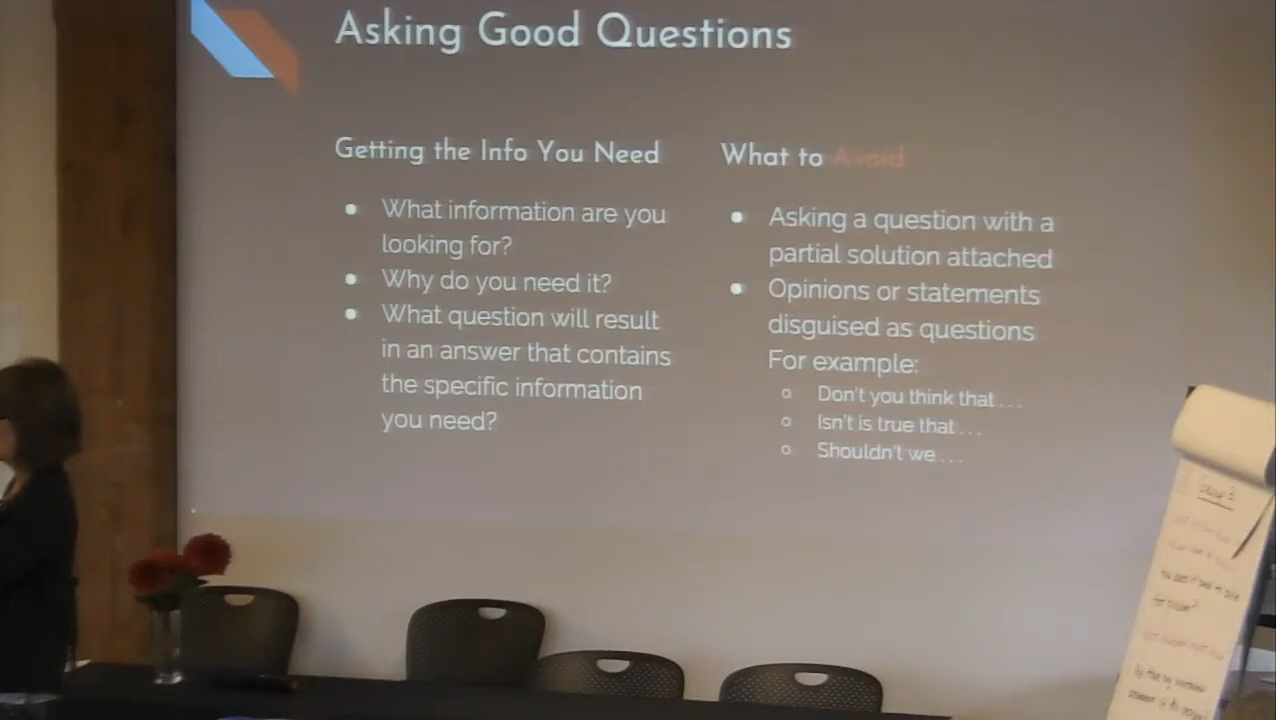 Asking Good Questions
Getting the Info You Need
• What information are you
looking for?
• Why do you need it?
• What question will result
in an answer that contains
the specific information
you need?
What to Avoid
• Asking a question with a
partial solution attached
• Opinions or statements
disguised as questions
For example:
○ Don't you think that . . .
○ Isn't is true that . . .
○ Shouldn't we . . .
Group 3